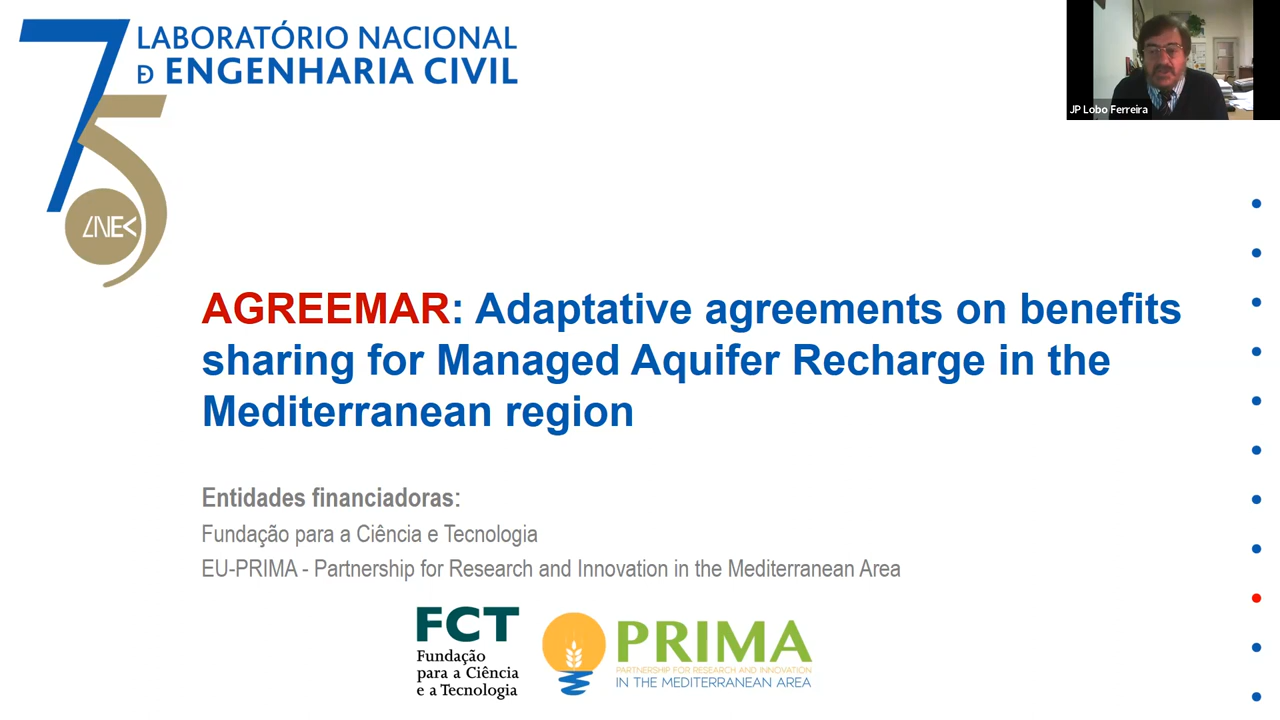 75
LABORATÓRIO NACIONAL
DE ENGENHARIA CIVIL
LNEC
JP Lobo Ferreira
AGREEMAR: Adaptative agreements on benefits
sharing for Managed Aquifer Recharge in the
Mediterranean region
Entidades financiadoras:
Fundação para a Ciência e Tecnologia
EU-PRIMA - Partnership for Research and Innovation in the Mediterranean Area
FCT
Fundação
para a Ciência
e a Tecnologia
PRIMA
PARTNERSHIP FOR RESEARCH AND INNOVATION
IN THE MEDITERRANEAN AREA